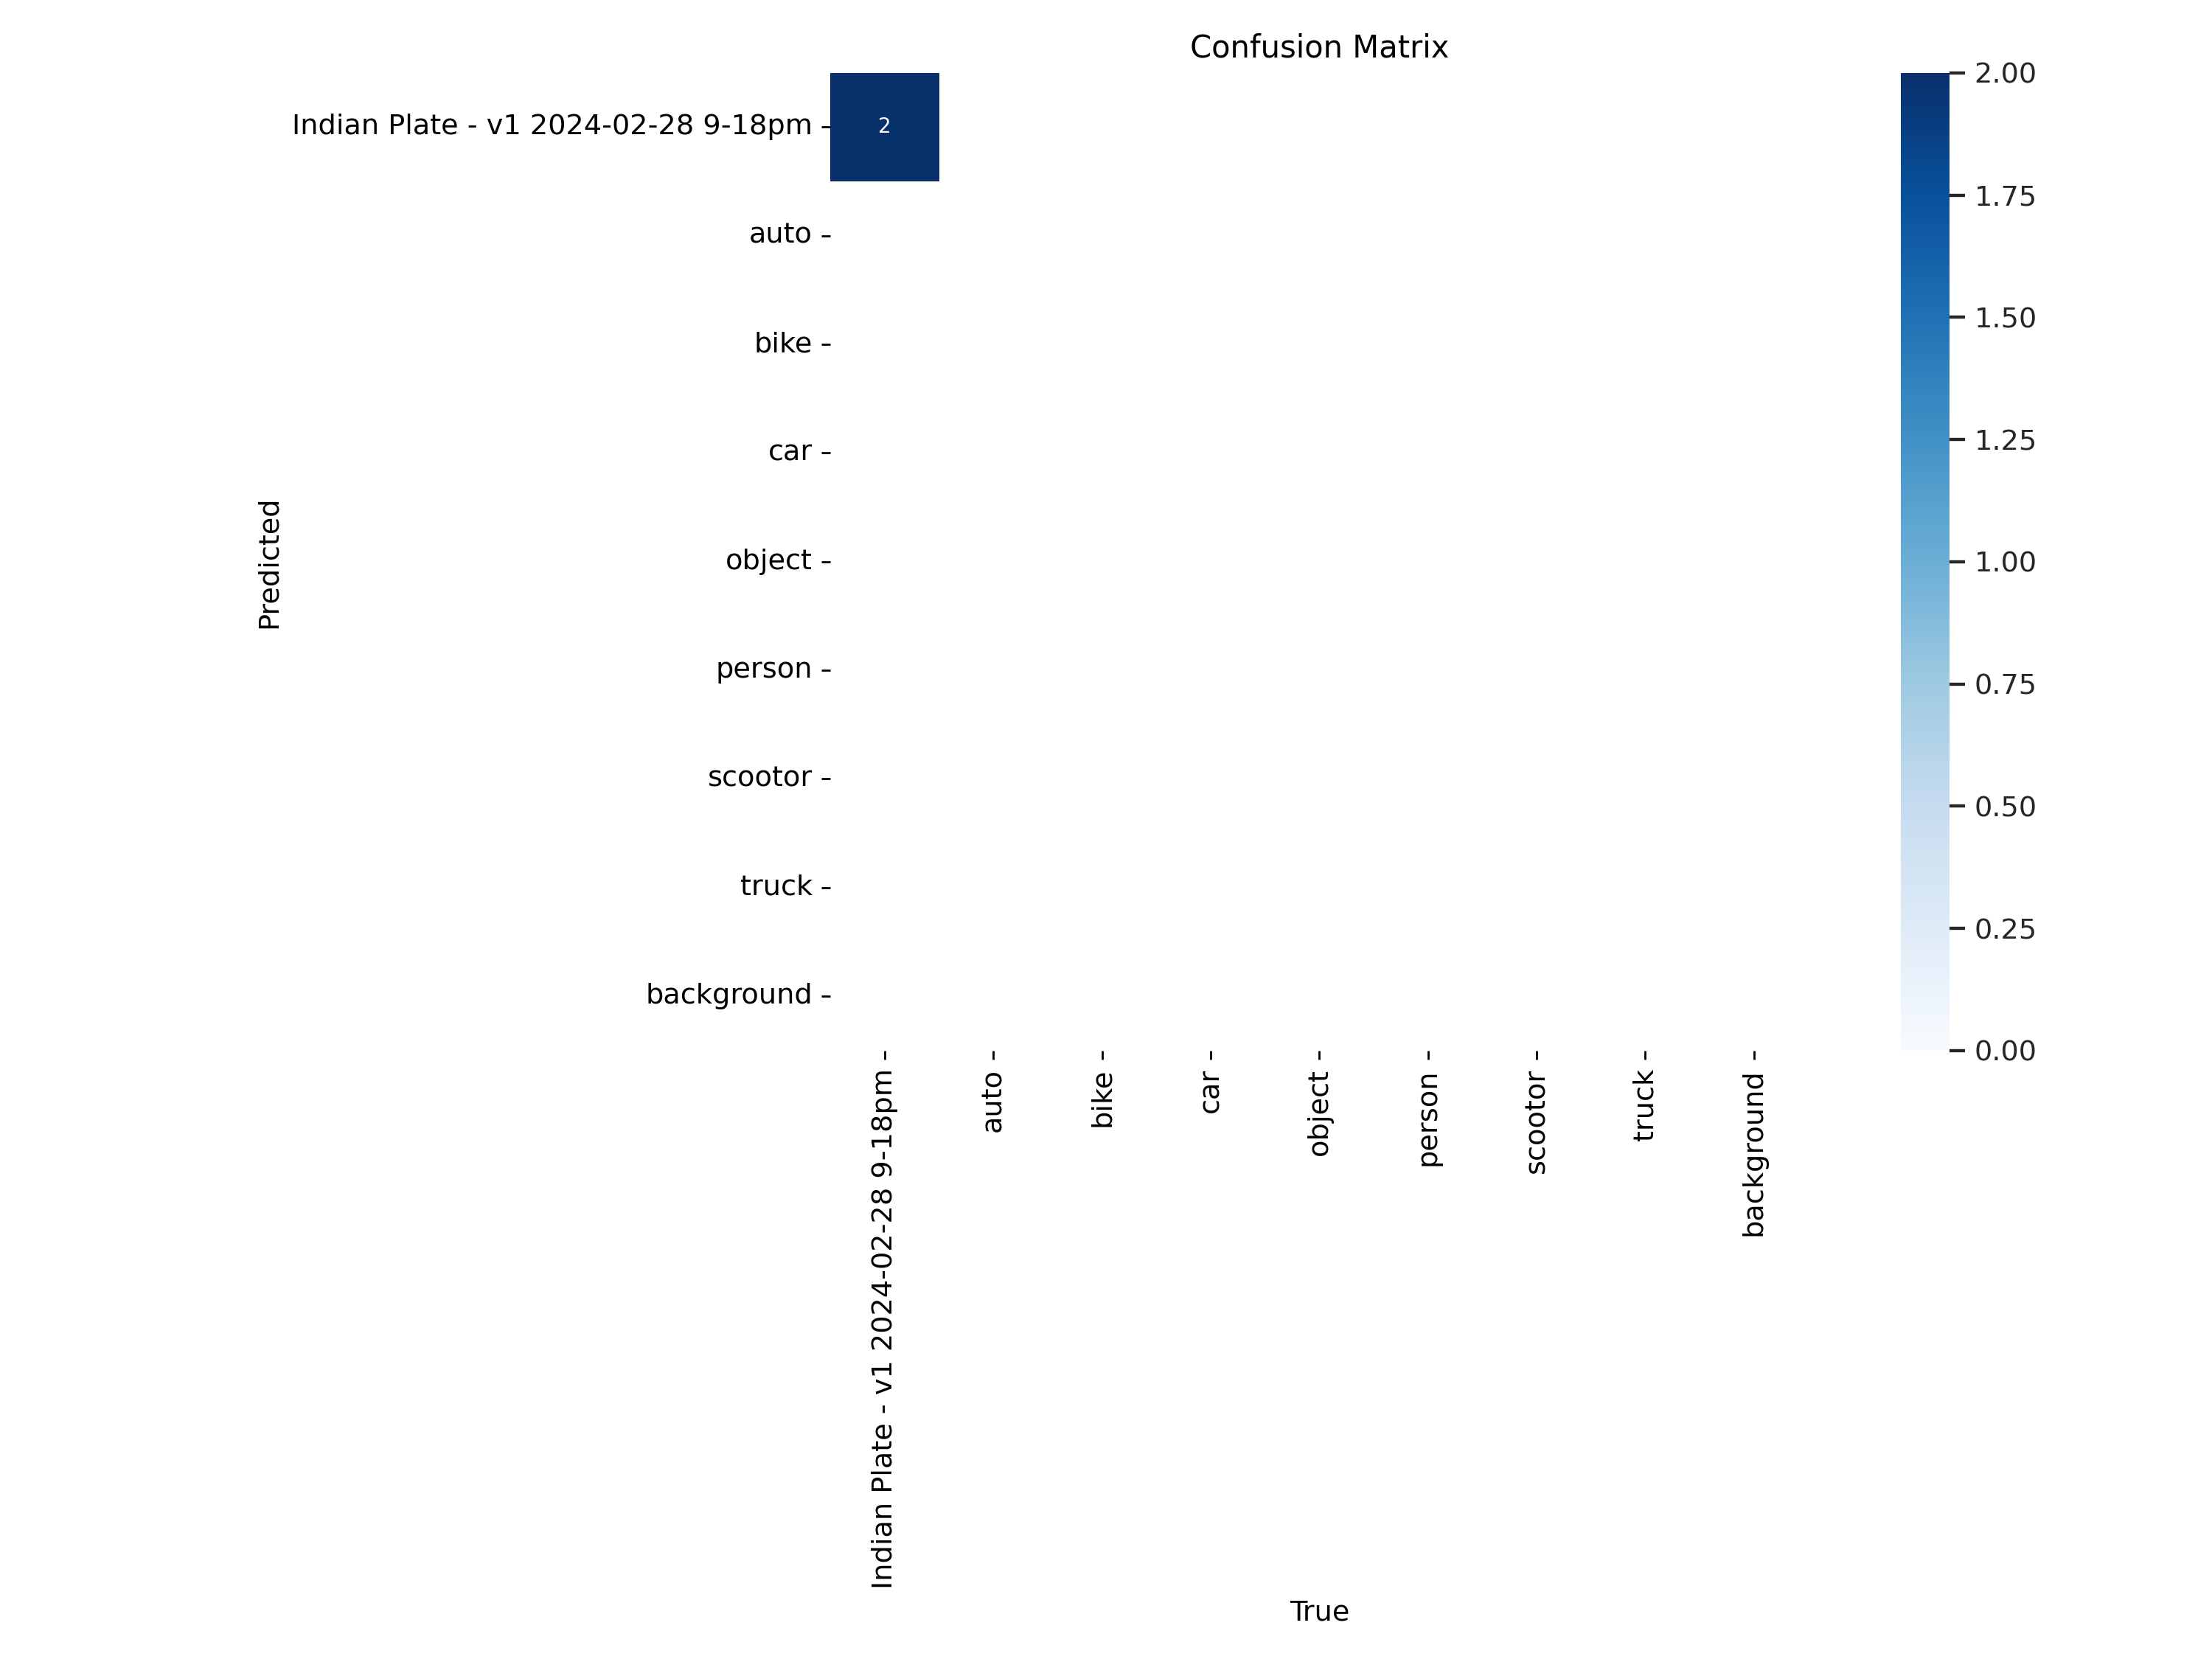 Confusion Matrix
Indian Plate - v1 2024-02-28 9-18pm
2
auto
bike
car
object
person
scootor
truck
background
Predicted
Indian Plate - v1 2024-02-28 9-18pm
auto
bike
car
object
person
scootor
truck
background
True
2.00
1.75
1.50
1.25
1.00
0.75
0.50
0.25
0.00